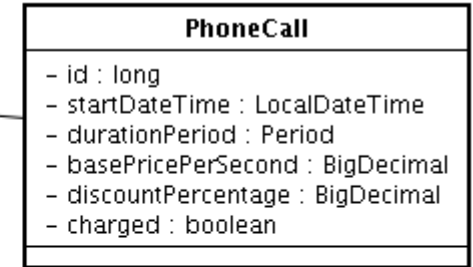 PhoneCall
- id : long
- startDateTime : LocalDateTime
- durationPeriod : Period
- basePricePerSecond : BigDecimal
- discountPercentage : BigDecimal
- charged : boolean